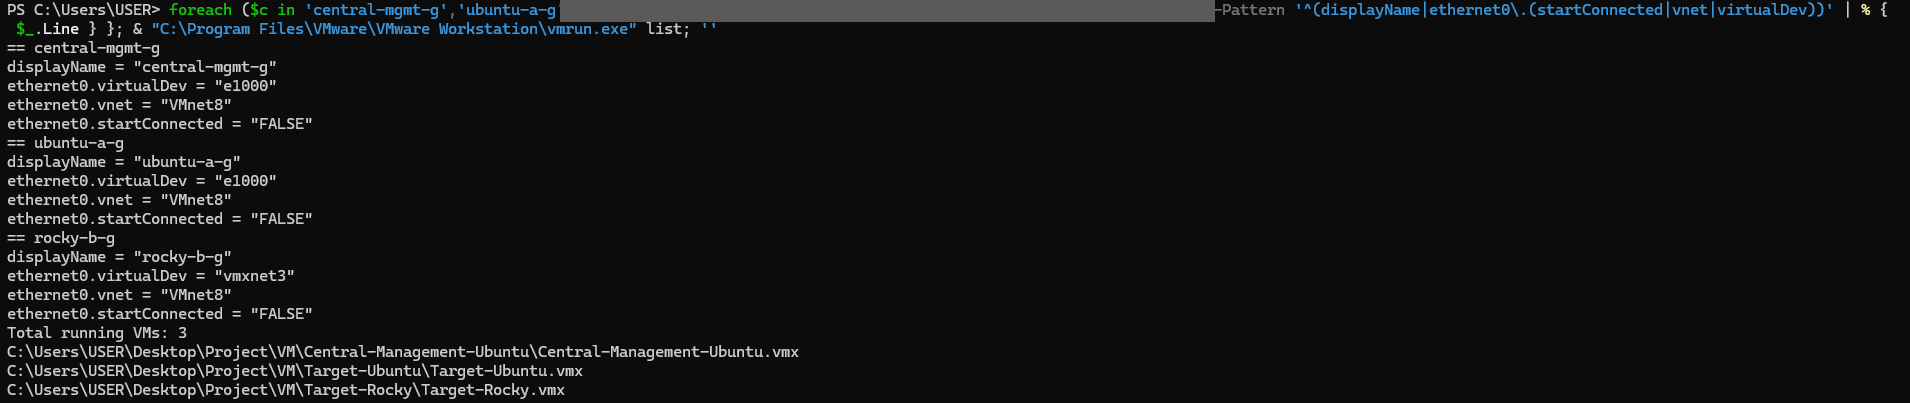 PS C:\Users\USER> foreach ($c in 'central-mgmt-g','ubuntu-a-g -Pattern '^(displayName|ethernet0\.(startConnected|vnet|virtualDev))' | % {
$_.Line } }; & "C:\Program Files\VMware\VMware Workstation\vmrun.exe" list; ''
== central-mgmt-g
displayName = "central-mgmt-g"
ethernet0.virtualDev = "e1000"
ethernet0.vnet = "VMnet8"
ethernet0.startConnected = "FALSE"
== ubuntu-a-g
displayName = "ubuntu-a-g"
ethernet0.virtualDev = "e1000"
ethernet0.vnet = "VMnet8"
ethernet0.startConnected = "FALSE"
== rocky-b-g
displayName = "rocky-b-g"
ethernet0.virtualDev = "vmxnet3"
ethernet0.vnet = "VMnet8"
ethernet0.startConnected = "FALSE"
Total running VMs: 3
C:\Users\USER\Desktop\Project\VM\Central-Management-Ubuntu\Central-Management-Ubuntu.vmx
C:\Users\USER\Desktop\Project\VM\Target-Ubuntu\Target-Ubuntu.vmx
C:\Users\USER\Desktop\Project\VM\Target-Rocky\Target-Rocky.vmx